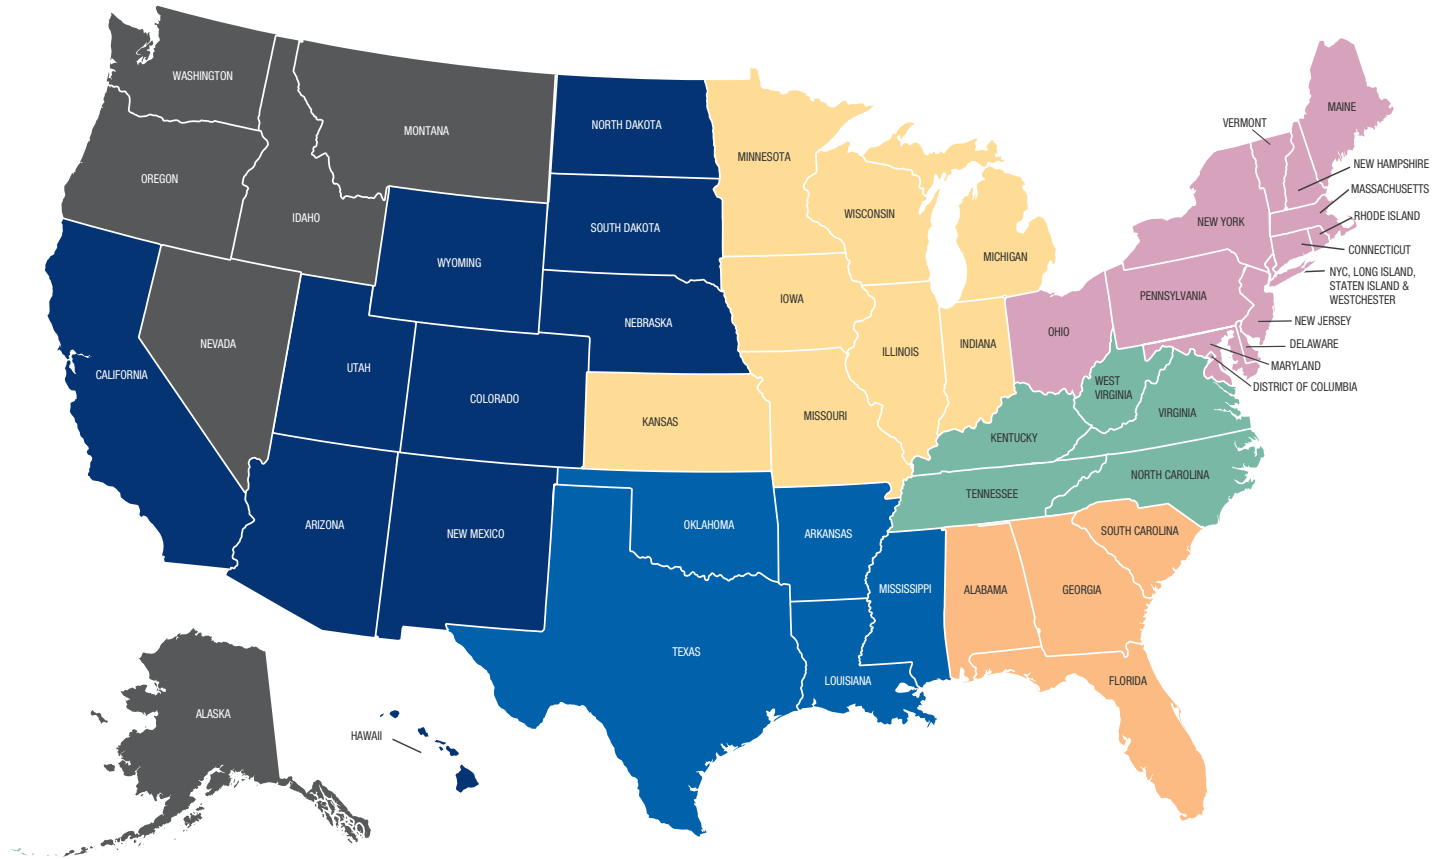 WASHINGTON
OREGON
IDAHO
MONTANA
NORTH DAKOTA
SOUTH DAKOTA
WYOMING
NEBRASKA
NEVADA
UTAH
COLORADO
CALIFORNIA
ARIZONA
NEW MEXICO
KANSAS
OKLAHOMA
TEXAS
MINNESOTA
WISCONSIN
MICHIGAN
IOWA
ILLINOIS
INDIANA
MISSOURI
ARKANSAS
MISSISSIPPI
LOUISIANA
OHIO
KENTUCKY
TENNESSEE
WEST
VIRGINIA
VIRGINIA
NORTH CAROLINA
SOUTH CAROLINA
ALABAMA
GEORGIA
FLORIDA
PENNSYLVANIA
NEW YORK
VERMONT
MAINE
NEW HAMPSHIRE
MASSACHUSETTS
RHODE ISLAND
CONNECTICUT
NYC, LONG ISLAND,
STATEN ISLAND &
WESTCHESTER
NEW JERSEY
DELAWARE
MARYLAND
DISTRICT OF COLUMBIA
ALASKA
HAWAII